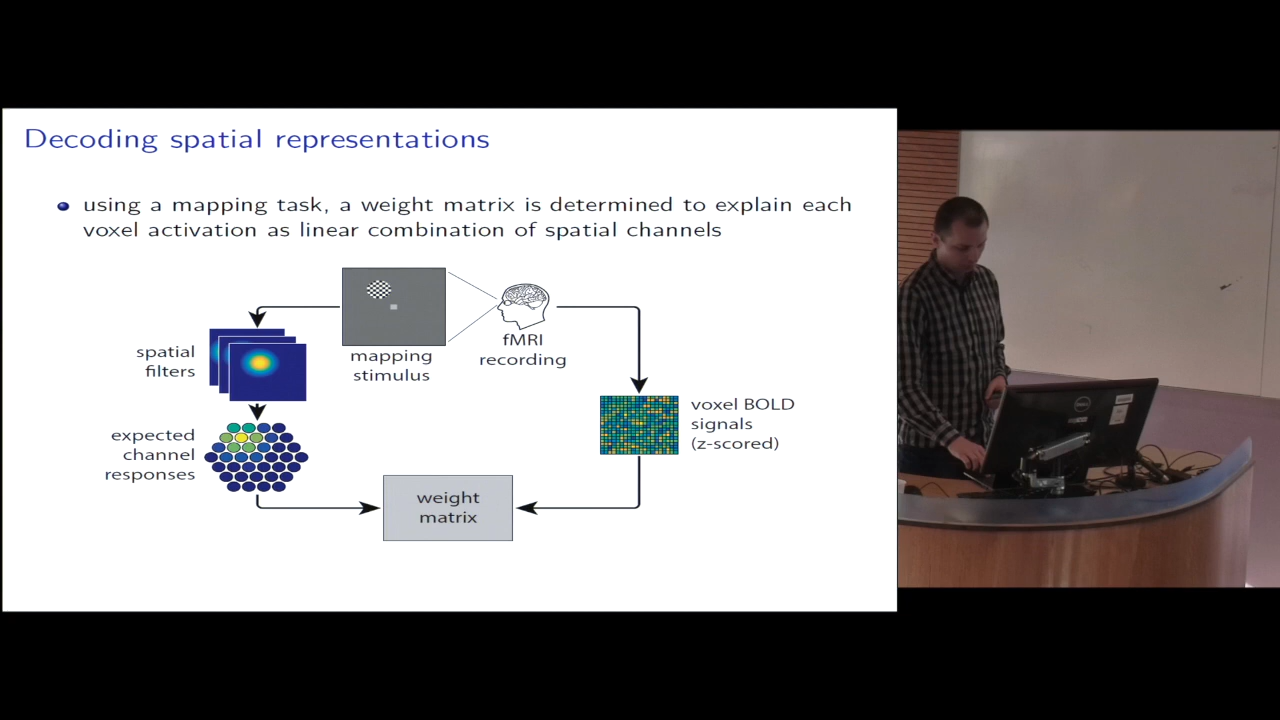 Decoding spatial representations
using a mapping task, a weight matrix is determined to explain each
voxel activation as linear combination of spatial channels
mapping
stimulus
fMRI
recording
spatial
filters
expected
channel
responses
voxel BOLD
signals
(z-scored)
weight
matrix
DELL